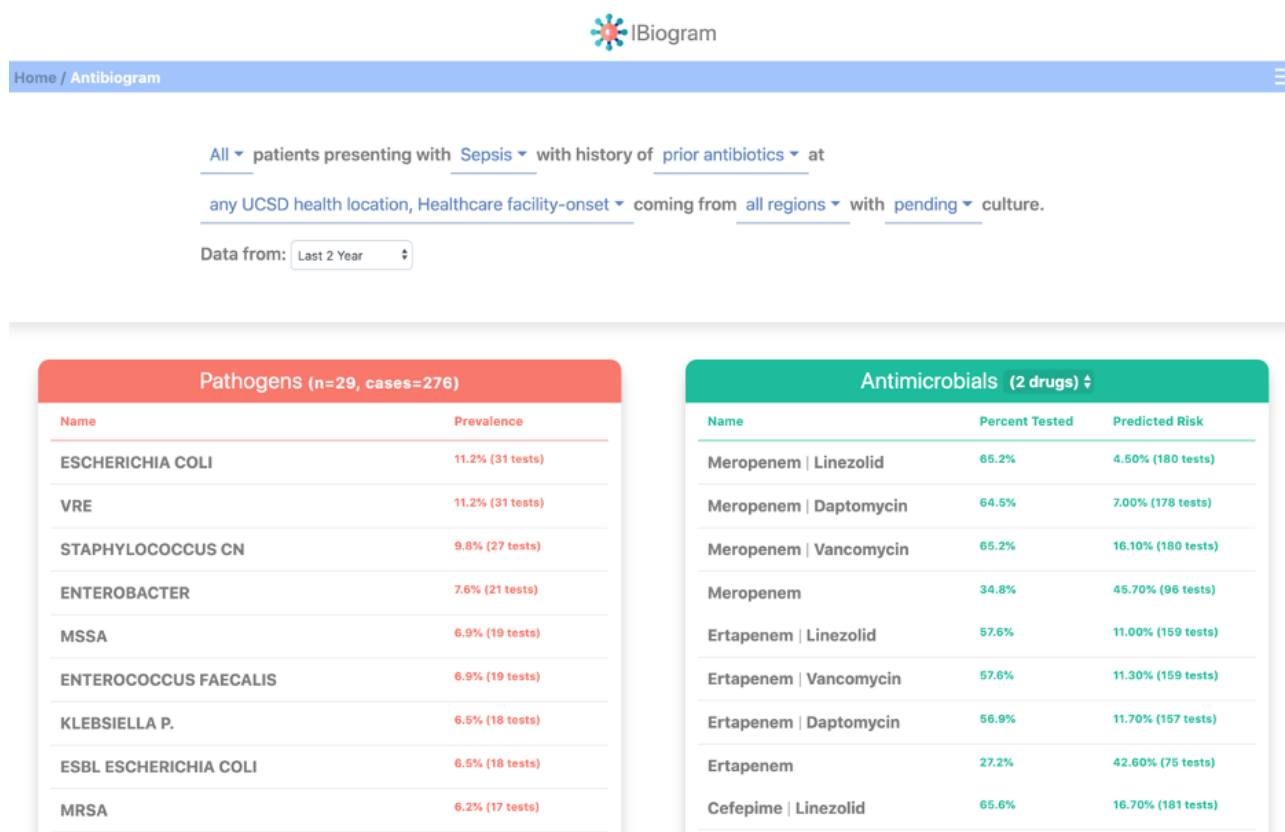 IBiogram
Home / Antibiogram
All patients presenting with Sepsis with history of prior antibiotics at
any UCSD health location, Healthcare facility-onset coming from all regions with pending culture.
Data from: Last 2 Year
Pathogens (n=29, cases=276)
Name Prevalence
ESCHERICHIA COLI 11.2% (31 tests)
VRE 11.2% (31 tests)
STAPHYLOCOCCUS CN 9.8% (27 tests)
ENTEROBACTER 7.6% (21 tests)
MSSA 6.9% (19 tests)
ENTEROCOCCUS FAECALIS 6.9% (19 tests)
KLEBSIELLA P. 6.5% (18 tests)
ESBL ESCHERICHIA COLI 6.5% (18 tests)
MRSA 6.2% (17 tests)
Antimicrobials (2 drugs)
Name Percent Tested Predicted Risk
Meropenem | Linezolid 65.2% 4.50% (180 tests)
Meropenem | Daptomycin 64.5% 7.00% (178 tests)
Meropenem | Vancomycin 65.2% 16.10% (180 tests)
Meropenem 34.8% 45.70% (96 tests)
Ertapenem | Linezolid 57.6% 11.00% (159 tests)
Ertapenem | Vancomycin 57.6% 11.30% (159 tests)
Ertapenem | Daptomycin 56.9% 11.70% (157 tests)
Ertapenem 27.2% 42.60% (75 tests)
Cefepime | Linezolid 65.6% 16.70% (181 tests)